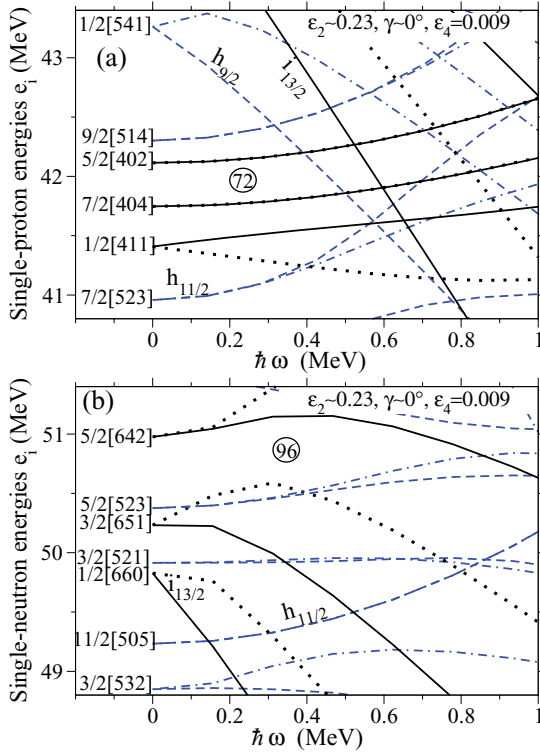 (a)
ε₂~0.23, γ~0°, ε₄=0.009
Single-proton energies eᵢ (MeV)
43
42
41
1/2[541]
9/2[514]
5/2[402]
7/2[404]
1/2[411]
7/2[523]
h₉/₂
i₁₃/₂
72
h₁₁/₂
0 0.2 0.4 0.6 0.8 1
ħω (MeV)
(b)
ε₂~0.23, γ~0°, ε₄=0.009
Single-neutron energies eᵢ (MeV)
51
50
49
5/2[642]
5/2[523]
3/2[651]
3/2[521]
1/2[660]
11/2[505]
3/2[532]
96
i₁₃/₂
h₁₁/₂
0 0.2 0.4 0.6 0.8 1
ħω (MeV)